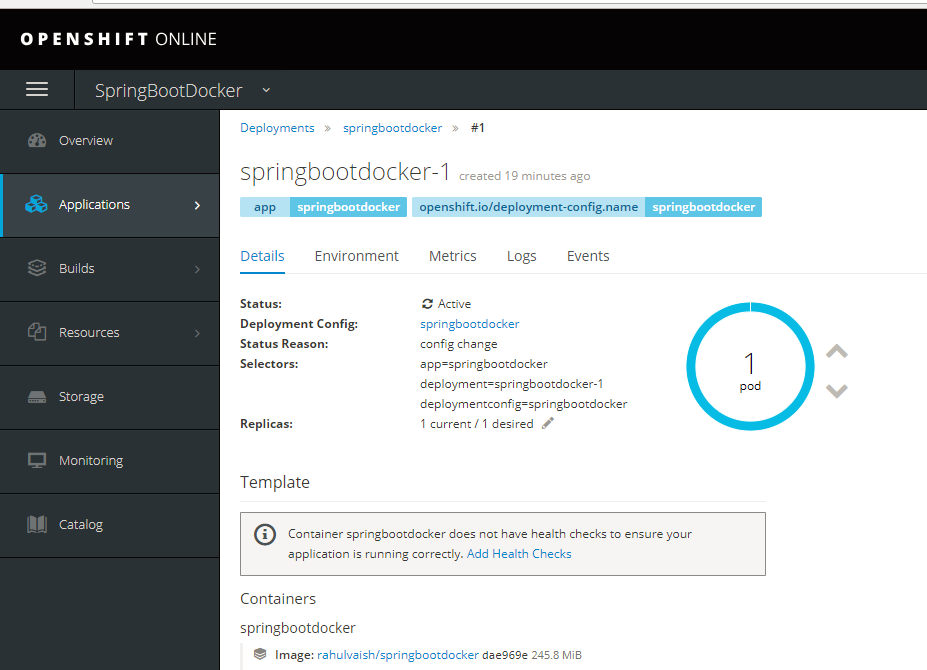 OPENSHIFT ONLINE
SpringBootDocker
Overview
Applications
Builds
Resources
Storage
Monitoring
Catalog
Deployments » springbootdocker » #1
springbootdocker-1 created 19 minutes ago
app springbootdocker openshift.io/deployment-config.name springbootdocker
Details Environment Metrics Logs Events
Status: Active
Deployment Config: springbootdocker
Status Reason: config change
Selectors: app=springbootdocker
deployment=springbootdocker-1
deploymentconfig=springbootdocker
Replicas: 1 current / 1 desired
1
pod
Template
Container springbootdocker does not have health checks to ensure your
application is running correctly. Add Health Checks
Containers
springbootdocker
Image: rahulvaish/springbootdocker dae969e 245.8 MiB